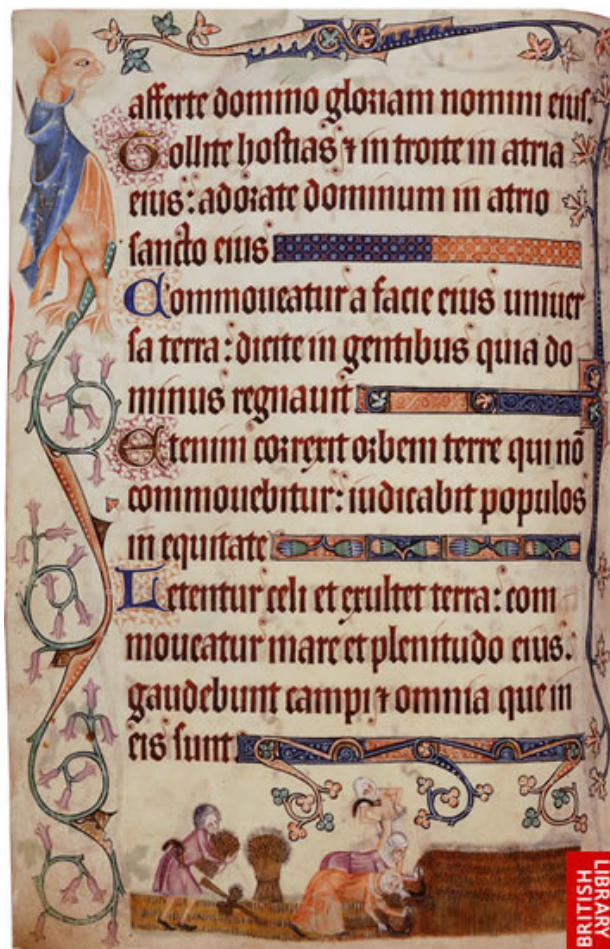 afferte domino gloriam nomini eius.
Tollite hostias ⁊ in troite in atria
eius: adorate dominum in atrio
sancto eius
Commoueatur a facie eius uniuer
sa terra: dicite in gentibus quia do
minus regnauit
Etenim correxit orbem terre qui nō
commouebitur: iudicabit populos
in equitate
Letentur celi et exultet terra: com
moueatur mare et plenitudo eius.
gaudebunt campi ⁊ omnia que in
eis sunt
BRITISH
LIBRARY